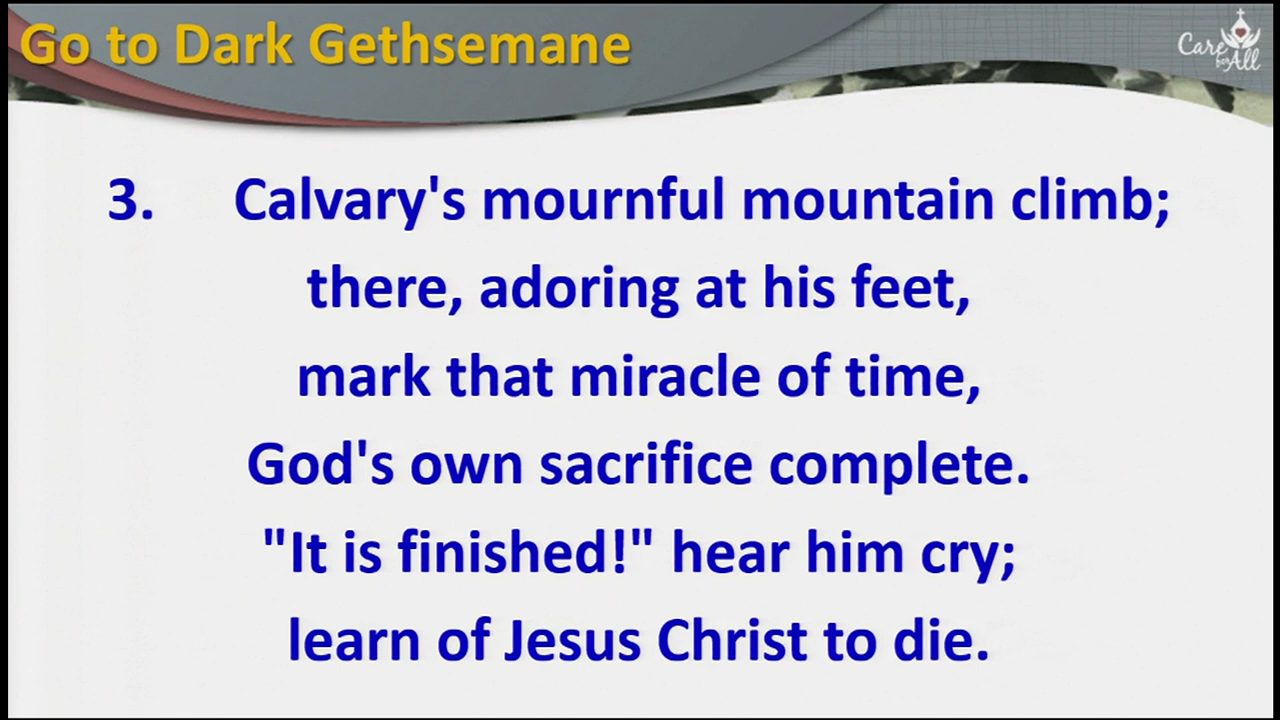 Go to Dark Gethsemane
Care
for All
3. Calvary's mournful mountain climb;
there, adoring at his feet,
mark that miracle of time,
God's own sacrifice complete.
"It is finished!" hear him cry;
learn of Jesus Christ to die.